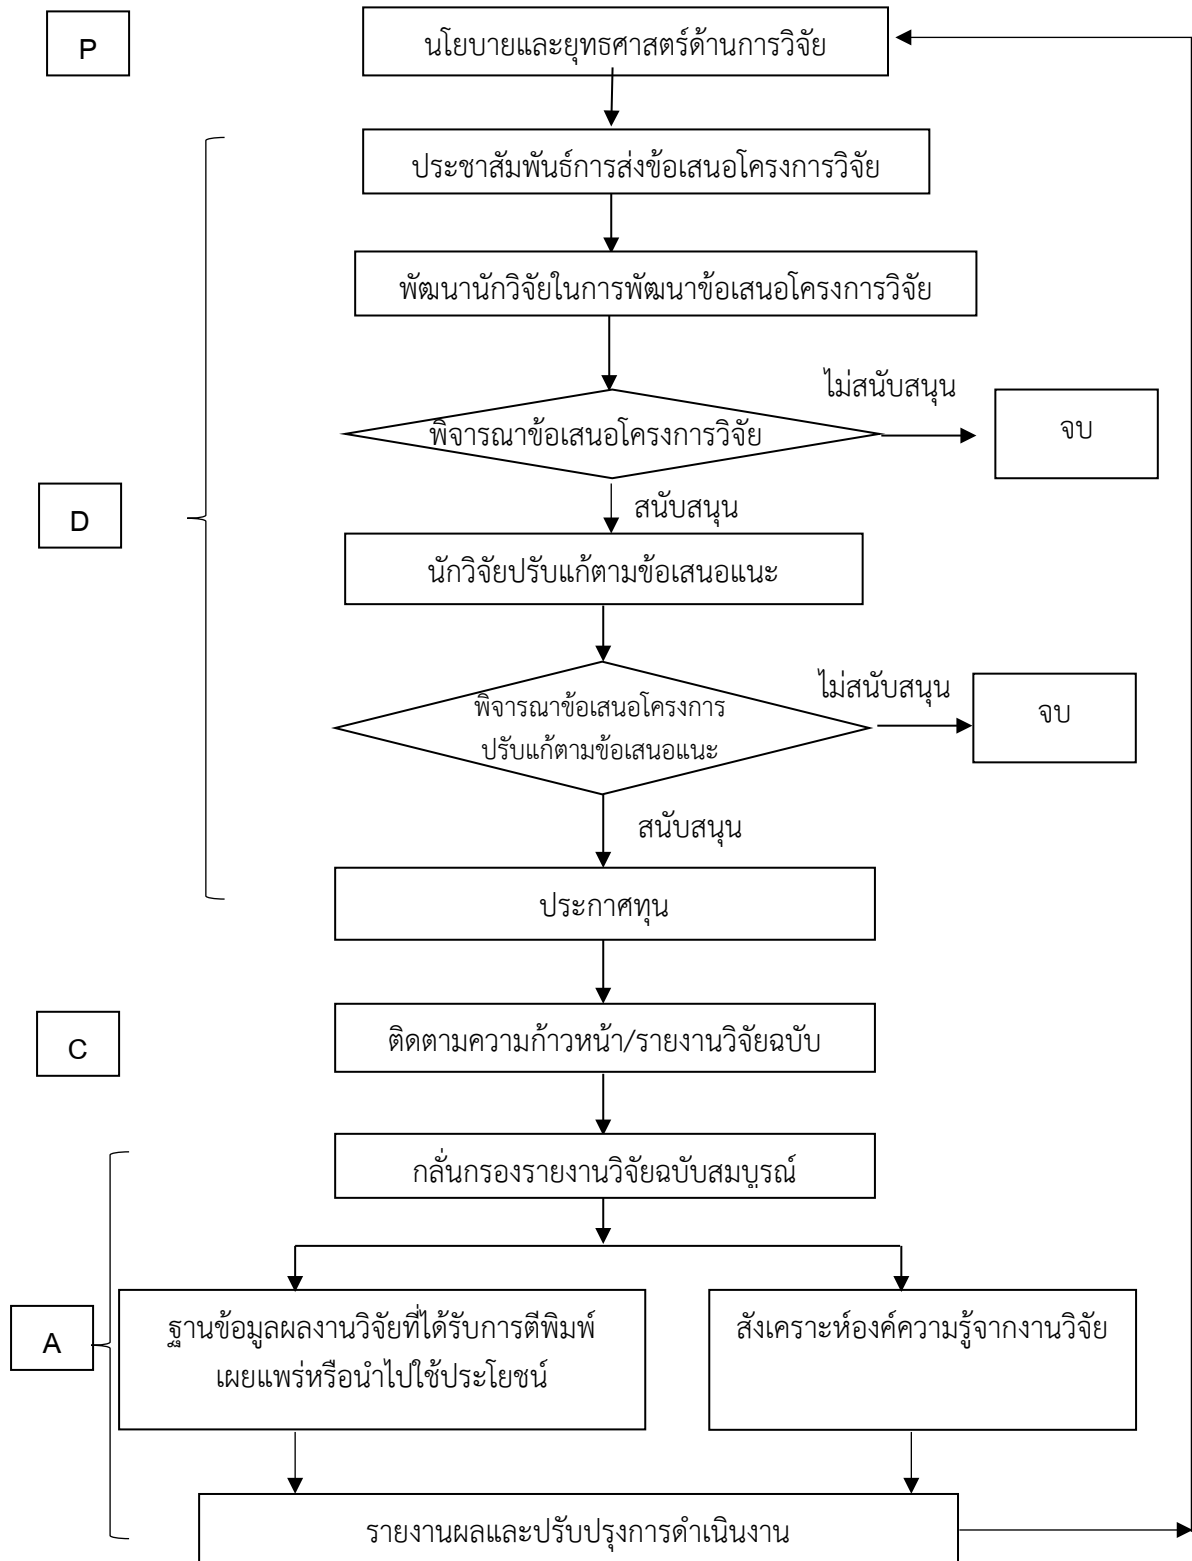 P
นโยบายและยุทธศาสตร์ด้านการวิจัย
ประชาสัมพันธ์การส่งข้อเสนอโครงการวิจัย
พัฒนานักวิจัยในการพัฒนาข้อเสนอโครงการวิจัย
ไม่สนับสนุน
พิจารณาข้อเสนอโครงการวิจัย
จบ
D
สนับสนุน
นักวิจัยปรับแก้ตามข้อเสนอแนะ
ไม่สนับสนุน
พิจารณาข้อเสนอโครงการ
ปรับแก้ตามข้อเสนอแนะ
จบ
สนับสนุน
ประกาศทุน
C
ติดตามความก้าวหน้า/รายงานวิจัยฉบับ
กลั่นกรองรายงานวิจัยฉบับสมบูรณ์
A
ฐานข้อมูลผลงานวิจัยที่ได้รับการตีพิมพ์
เผยแพร่หรือนำไปใช้ประโยชน์
สังเคราะห์องค์ความรู้จากงานวิจัย
รายงานผลและปรับปรุงการดำเนินงาน